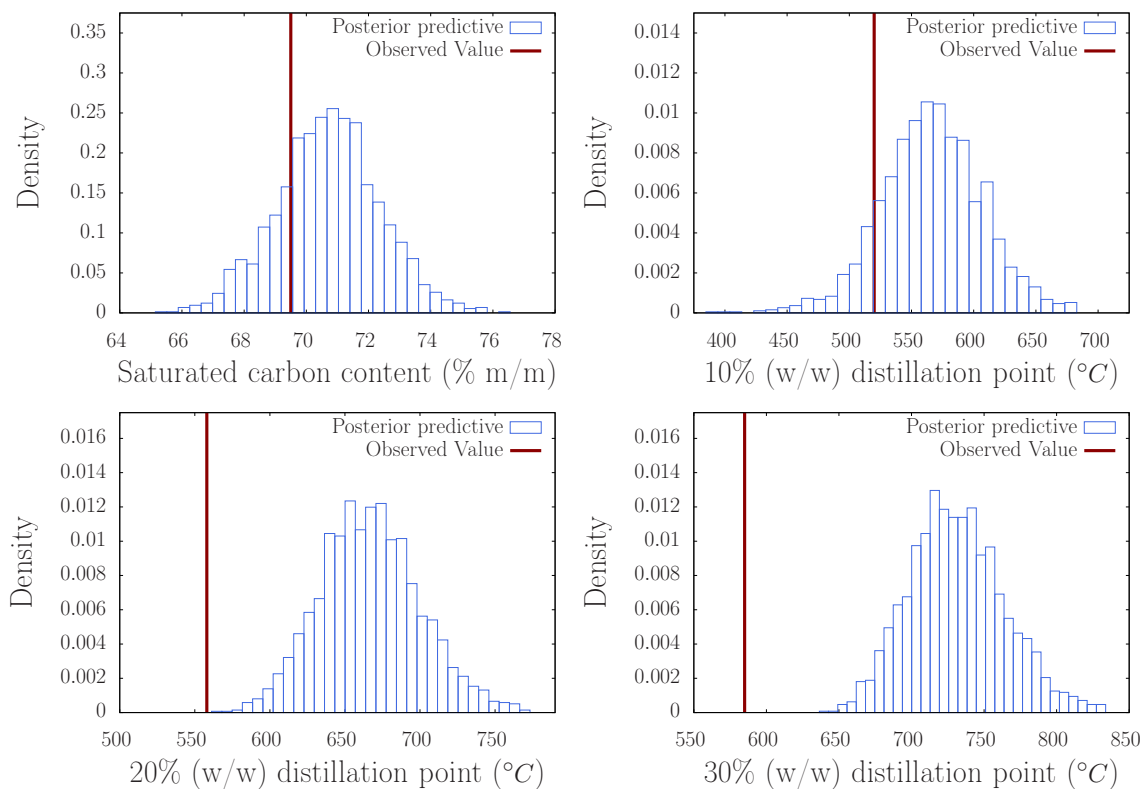 Posterior predictive
Observed Value
0.35
0.3
0.25
0.2
0.15
0.1
0.05
0
Density
64 66 68 70 72 74 76 78
Saturated carbon content (% m/m)
Posterior predictive
Observed Value
0.014
0.012
0.01
0.008
0.006
0.004
0.002
0
Density
400 450 500 550 600 650 700
10% (w/w) distillation point (°C)
Posterior predictive
Observed Value
0.016
0.014
0.012
0.01
0.008
0.006
0.004
0.002
0
Density
500 550 600 650 700 750
20% (w/w) distillation point (°C)
Posterior predictive
Observed Value
0.016
0.014
0.012
0.01
0.008
0.006
0.004
0.002
0
Density
550 600 650 700 750 800 850
30% (w/w) distillation point (°C)